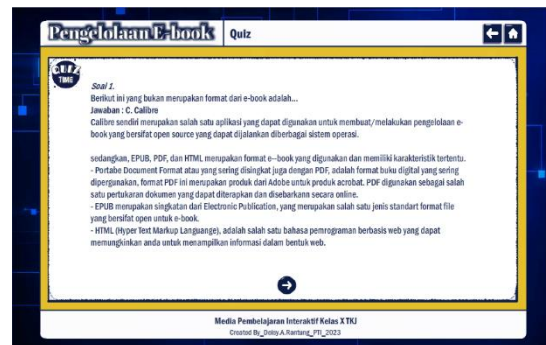 Pengelolaan E-book
Quiz
QUIZ
TIME
Soal 1.
Berikut ini yang bukan merupakan format dari e-book adalah...
Jawaban : C. Calibre
Calibre sendiri merupakan salah satu aplikasi yang dapat digunakan untuk membuat/melakukan pengelolaan e-
book yang bersifat open source yang dapat dijalankan diberbagai sistem operasi.
sedangkan, EPUB, PDF, dan HTML merupakan format e--book yang digunakan dan memiliki karakteristik tertentu.
- Portabe Document Format atau yang sering disingkat juga dengan PDF, adalah format buku digital yang sering
dipergunakan, format PDF ini merupakan produk dari Adobe untuk produk acrobat. PDF digunakan sebagai salah
satu pertukaran dokumen yang dapat diterapkan dan disebarkan secara online.
- EPUB merupakan singkatan dari Electronic Publication, yang merupakan salah satu jenis standart format file
yang bersifat open untuk e-book.
- HTML (Hyper Text Markup Languange), adalah salah satu bahasa pemrograman berbasis web yang dapat
memungkinkan anda untuk menampilkan informasi dalam bentuk web.
Media Pembelajaran Interaktif Kelas X TKJ
Created By_Deloy.A.Rantung_PTI_2023